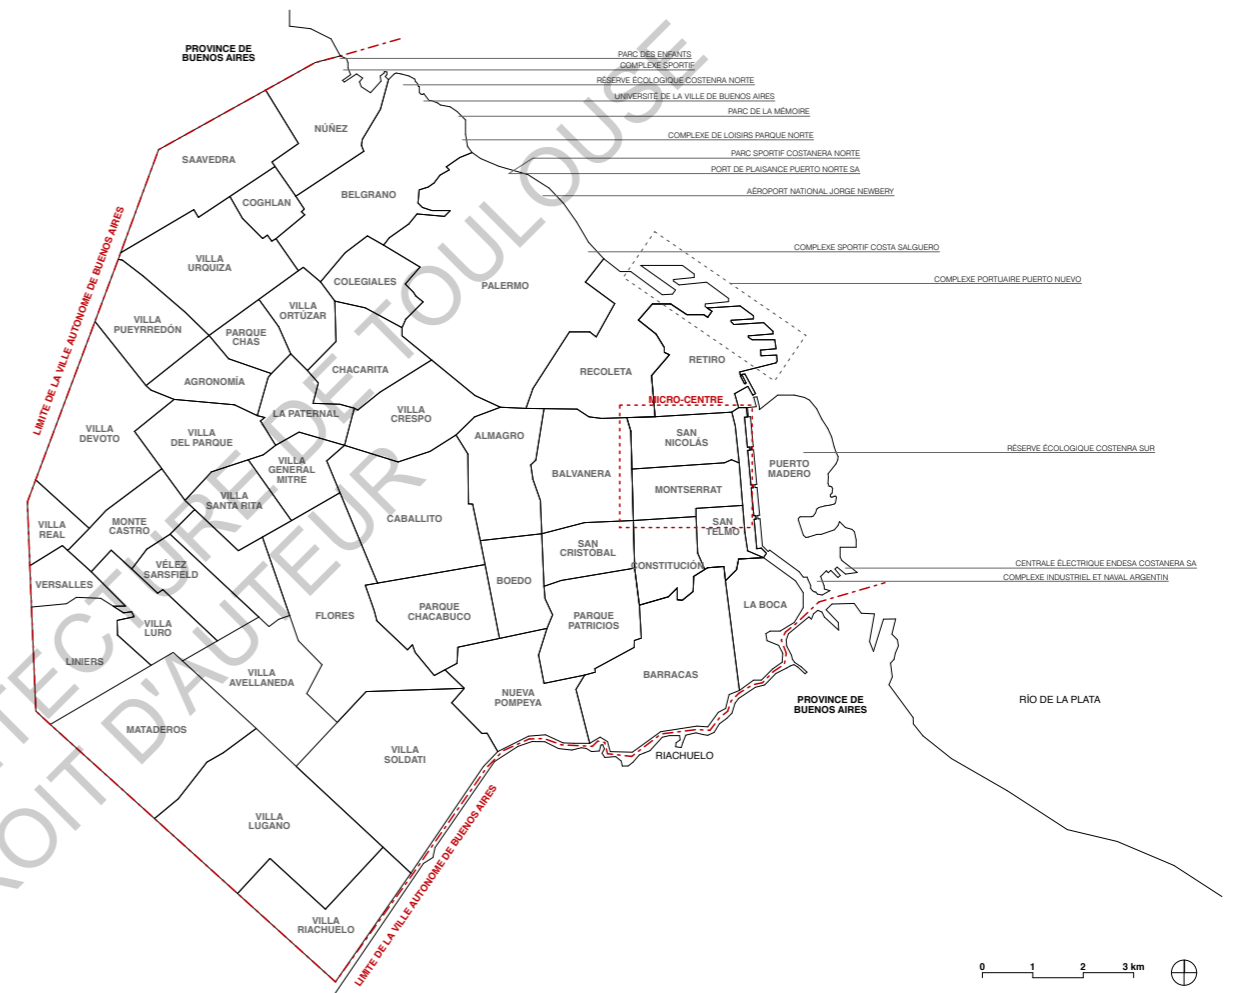 PROVINCE DE
BUENOS AIRES
PARC DES ENFANTS
COMPLEXE SPORTIF
RÉSERVE ÉCOLOGIQUE COSTENRA NORTE
UNIVERSITÉ DE LA VILLE DE BUENOS AIRES
PARC DE LA MÉMOIRE
COMPLEXE DE LOISIRS PARQUE NORTE
PARC SPORTIF COSTANERA NORTE
PORT DE PLAISANCE PUERTO NORTE SA
AÉROPORT NATIONAL JORGE NEWBERY
COMPLEXE SPORTIF COSTA SALGUERO
COMPLEXE PORTUAIRE PUERTO NUEVO
RÉSERVE ÉCOLOGIQUE COSTENRA SUR
CENTRALE ÉLECTRIQUE ENDESA COSTANERA SA
COMPLEXE INDUSTRIEL ET NAVAL ARGENTIN
LIMITE DE LA VILLE AUTONOME DE BUENOS AIRES
NÚÑEZ
SAAVEDRA
COGHLAN
BELGRANO
VILLA
URQUIZA
COLEGIALES
PALERMO
VILLA
ORTÚZAR
VILLA
PUEYRREDÓN
PARQUE
CHAS
AGRONOMÍA
CHACARITA
RECOLETA
RETIRO
MICRO-CENTRE
LA PATERNAL
VILLA
CRESPO
VILLA
DEVOTO
VILLA
DEL PARQUE
ALMAGRO
SAN
NICOLÁS
VILLA
GENERAL
MITRE
BALVANERA
PUERTO
MADERO
MONTSERRAT
VILLA
SANTA RITA
CABALLITO
SAN
TELMO
VILLA
REAL
MONTE
CASTRO
SAN
CRISTÓBAL
CONSTITUCIÓN
VÉLEZ
SARSFIELD
VERSALLES
BOEDO
LA BOCA
FLORES
PARQUE
CHACABUCO
PARQUE
PATRICIOS
VILLA
LURO
LINIERS
VILLA
AVELLANEDA
BARRACAS
NUEVA
POMPEYA
PROVINCE DE
BUENOS AIRES
RÍO DE LA PLATA
MATADEROS
VILLA
SOLDATI
RIACHUELO
VILLA
LUGANO
LIMITE DE LA VILLE AUTONOME DE BUENOS AIRES
VILLA
RIACHUELO
0 1 2 3 km
TECTURE DE TOULOUSE
ROIT D'AUTEUR